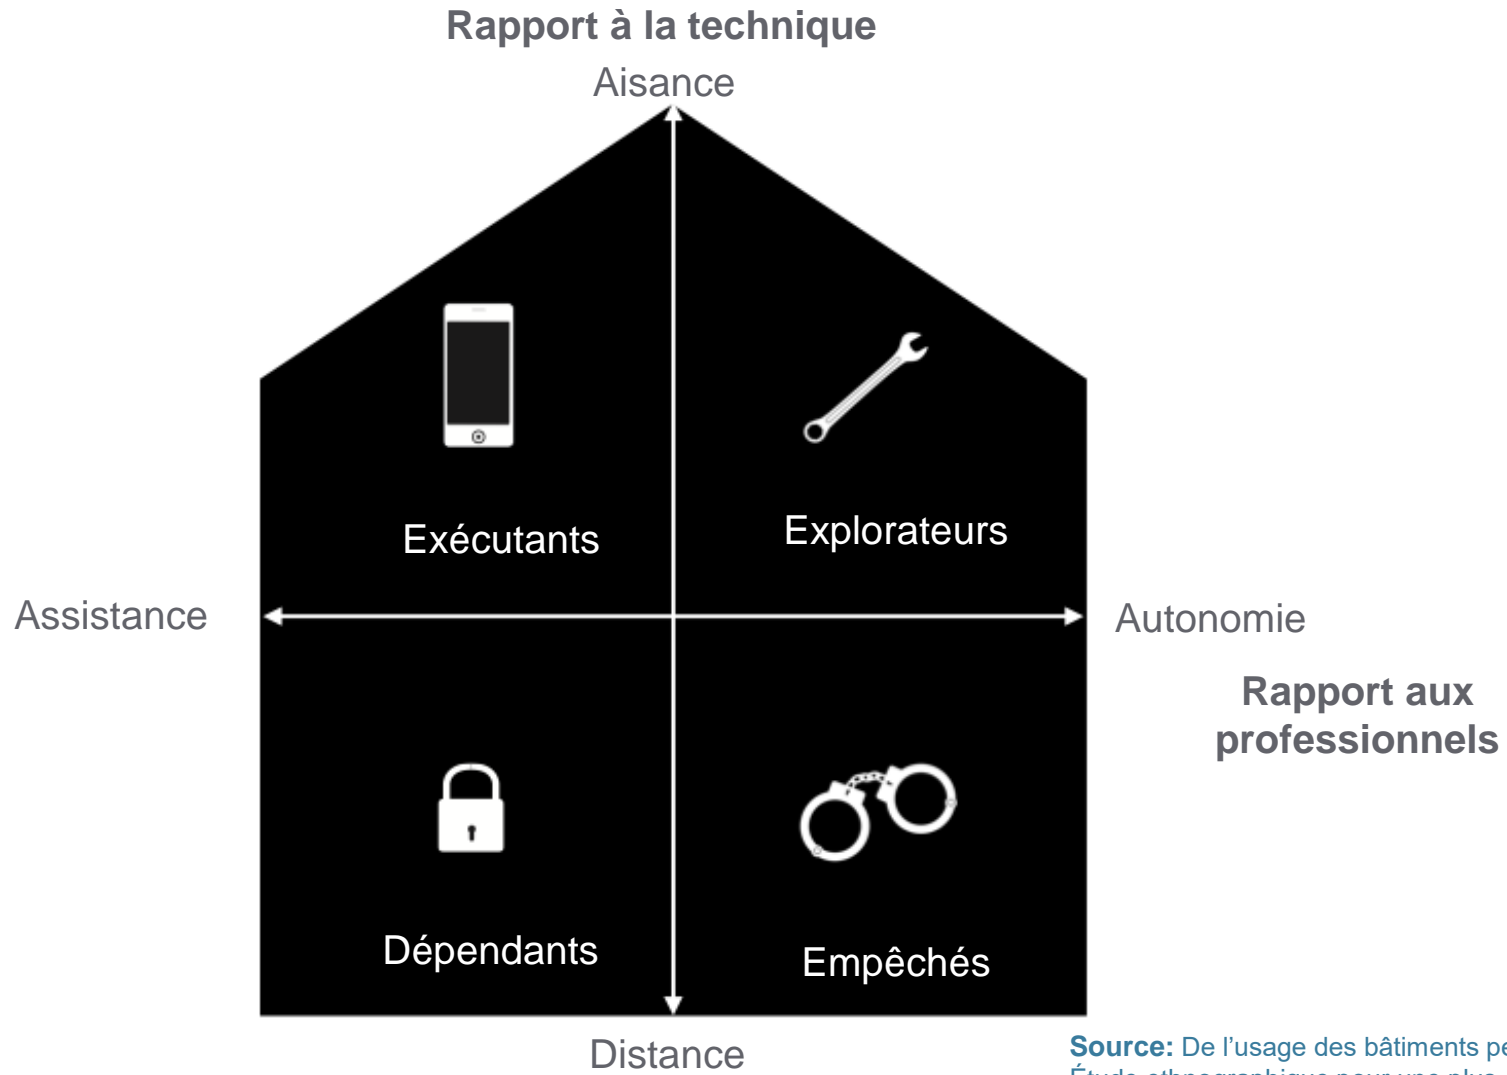 Rapport à la technique
Aisance
Exécutants
Explorateurs
Assistance
Autonomie
Rapport aux
professionnels
Dépendants
Empêchés
Distance
Source: De l'usage des bâtiments